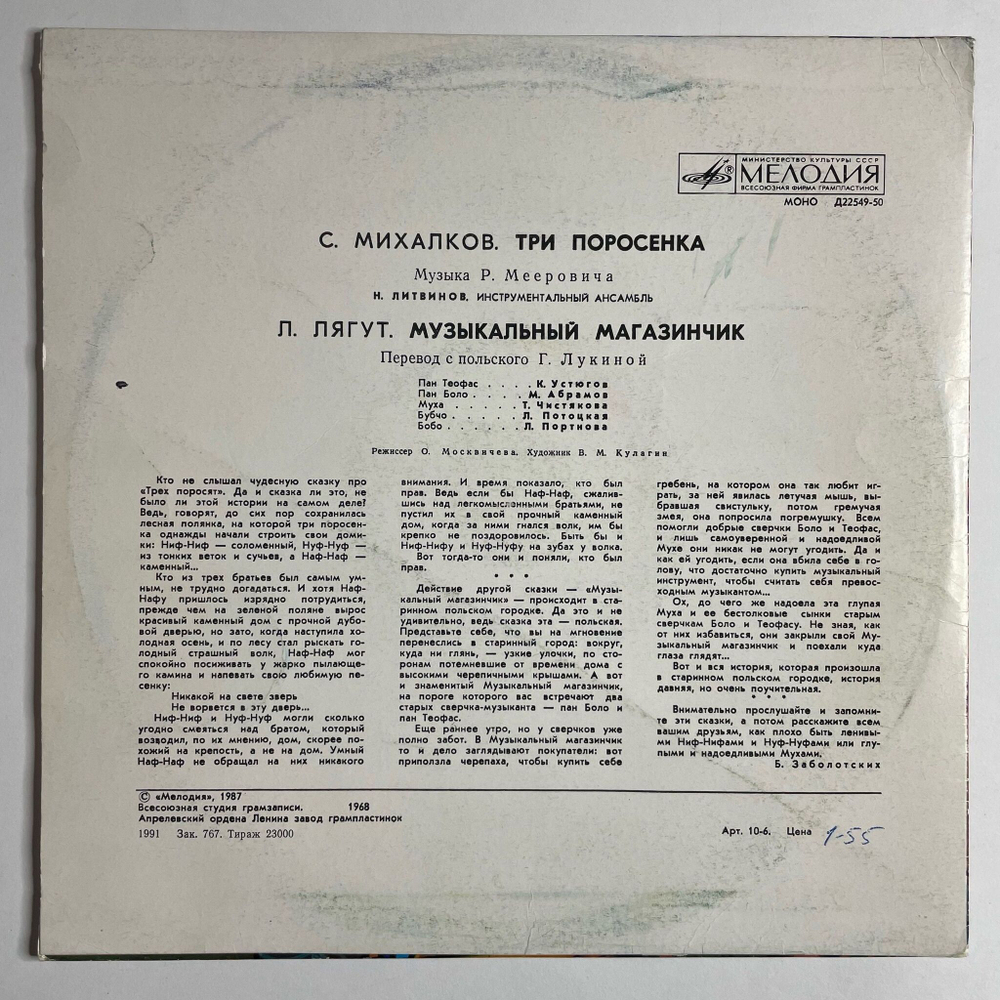 МИНИСТЕРСТВО КУЛЬТУРЫ СССР
® МЕЛОДИЯ
ВСЕСОЮЗНАЯ ФИРМА ГРАМПЛАСТИНОК
МОНО Д22549-50
С. МИХАЛКОВ. ТРИ ПОРОСЕНКА
Музыка Р. Мееровича
Н. ЛИТВИНОВ, ИНСТРУМЕНТАЛЬНЫЙ АНСАМБЛЬ
Л. ЛЯГУТ. МУЗЫКАЛЬНЫЙ МАГАЗИНЧИК
Перевод с польского Г. Лукиной
Пан Теофас . . . . К. Устюгов
Пан Боло . . . . М. Абрамов
Муха . . . . . Т. Чистякова
Бубчо . . . . . Л. Потоцкая
Бобо . . . . . . Л. Портнова
Режиссер О. Москвичева. Художник В. М. Кулагин
Кто не слышал чудесную сказку про
«Трех поросят». Да и сказка ли это, не
было ли этой истории на самом деле?
Ведь, говорят, до сих пор сохранилась
лесная полянка, на которой три поросен-
ка однажды начали строить свои доми-
ки: Ниф-Ниф — соломенный, Нуф-Нуф —
из тонких веток и сучьев, а Наф-Наф —
каменный...
Кто из трех братьев был самым ум-
ным, не трудно догадаться. И хотя Наф-
Нафу пришлось изрядно потрудиться,
прежде чем на зеленой поляне вырос
красивый каменный дом с прочной дубо-
вой дверью, но зато, когда наступила хо-
лодная осень, и по лесу стал рыскать го-
лодный страшный волк, Наф-Наф мог
спокойно посиживать у жарко пылающе-
го камина и напевать свою любимую пе-
сенку:
Никакой на свете зверь
Не ворвется в эту дверь...
Ниф-Ниф и Нуф-Нуф могли сколько
угодно смеяться над братом, который
возводил, по их мнению, дом, скорее по-
хожий на крепость, а не на дом. Умный
Наф-Наф не обращал на них никакого
внимания. И время показало, кто был
прав. Ведь если бы Наф-Наф, сжалив-
шись над легкомысленными братьями, не
пустил их в свой прочный каменный
дом, когда за ними гнался волк, им бы
крепко не поздоровилось. Быть бы и
Ниф-Нифу и Нуф-Нуфу на зубах у волка.
Вот тогда-то они и поняли, кто был
прав.
* * *
Действие другой сказки — «Музы-
кальный магазинчик» — происходит в ста-
ринном польском городке. Да это и не
удивительно, ведь сказка эта — польская.
Представьте себе, что вы на мгновение
перенеслись в старинный город: вокруг,
куда ни глянь, — узкие улочки, по сто-
ронам потемневшие от времени дома с
высокими черепичными крышами. А вот
и знаменитый Музыкальный магазинчик,
на пороге которого вас встречают два
старых сверчка-музыканта — пан Боло и
пан Теофас.
Еще раннее утро, но у сверчков уже
полно забот. В Музыкальный магазинчик
то и дело заглядывают покупатели: вот
приползла черепаха, чтобы купить себе
гребень, на котором она так любит иг-
рать, за ней явилась летучая мышь, вы-
бравшая свистульку, потом гремучая
змея, она попросила погремушку. Всем
помогли добрые сверчки Боло и Теофас,
и лишь самоуверенной и надоедливой
Мухе они никак не могут угодить. Да и
как ей угодить, если она вбила себе в го-
лову, что достаточно купить музыкальный
инструмент, чтобы считать себя превос-
ходным музыкантом...
Ох, до чего же надоела эта глупая
Муха и ее бестолковые сынки старым
сверчкам Боло и Теофасу. Не зная, как
от них избавиться, они закрыли свой Му-
зыкальный магазинчик и поехали куда
глаза глядят...
Вот и вся история, которая произошла
в старинном польском городке, история
давняя, но очень поучительная.
* * *
Внимательно прослушайте и запомни-
те эти сказки, а потом расскажите всем
вашим друзьям, как плохо быть ленивы-
ми Ниф-Нифами и Нуф-Нуфами или глу-
пыми и надоедливыми Мухами.
Б. Заболотских
© «Мелодия», 1987
Всесоюзная студия грамзаписи. 1968
Апрелевский ордена Ленина завод грампластинок
1991 Зак. 767. Тираж 23000
Арт. 10-6. Цена 1-55